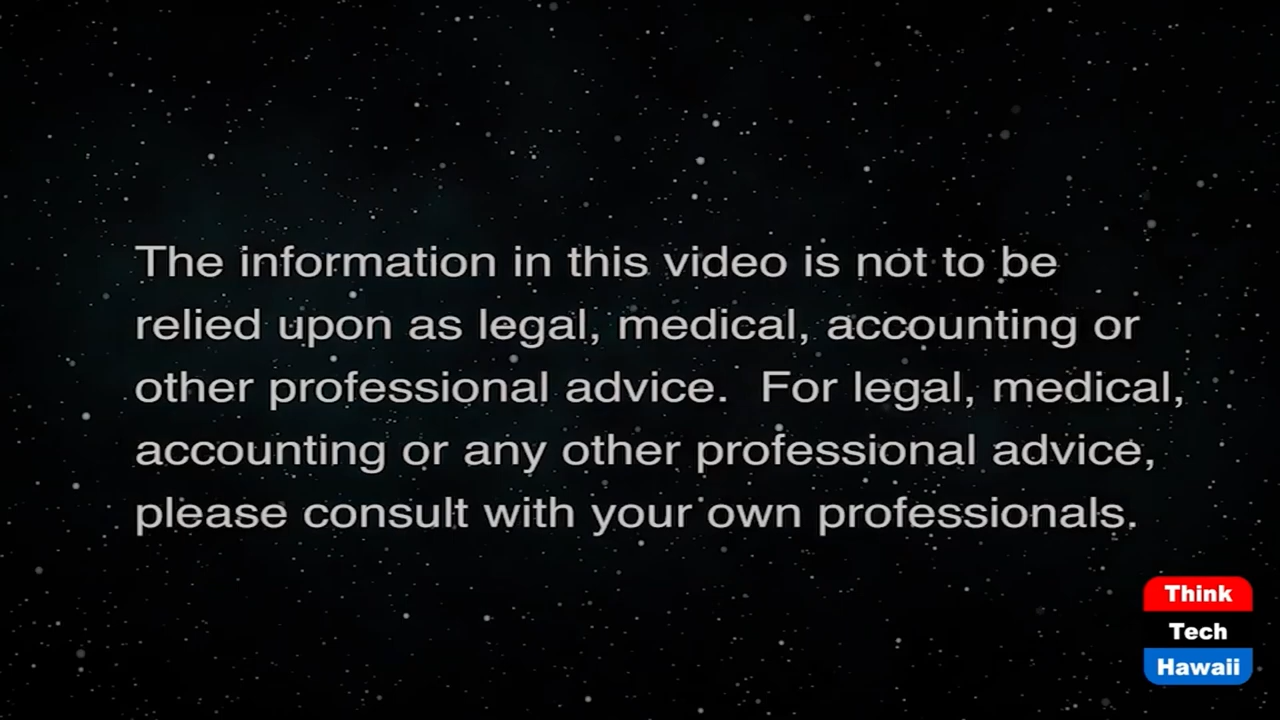 The information in this video is not to be
relied upon as legal, medical, accounting or
other professional advice.  For legal, medical,
accounting or any other professional advice,
please consult with your own professionals.
Think
Tech
Hawaii